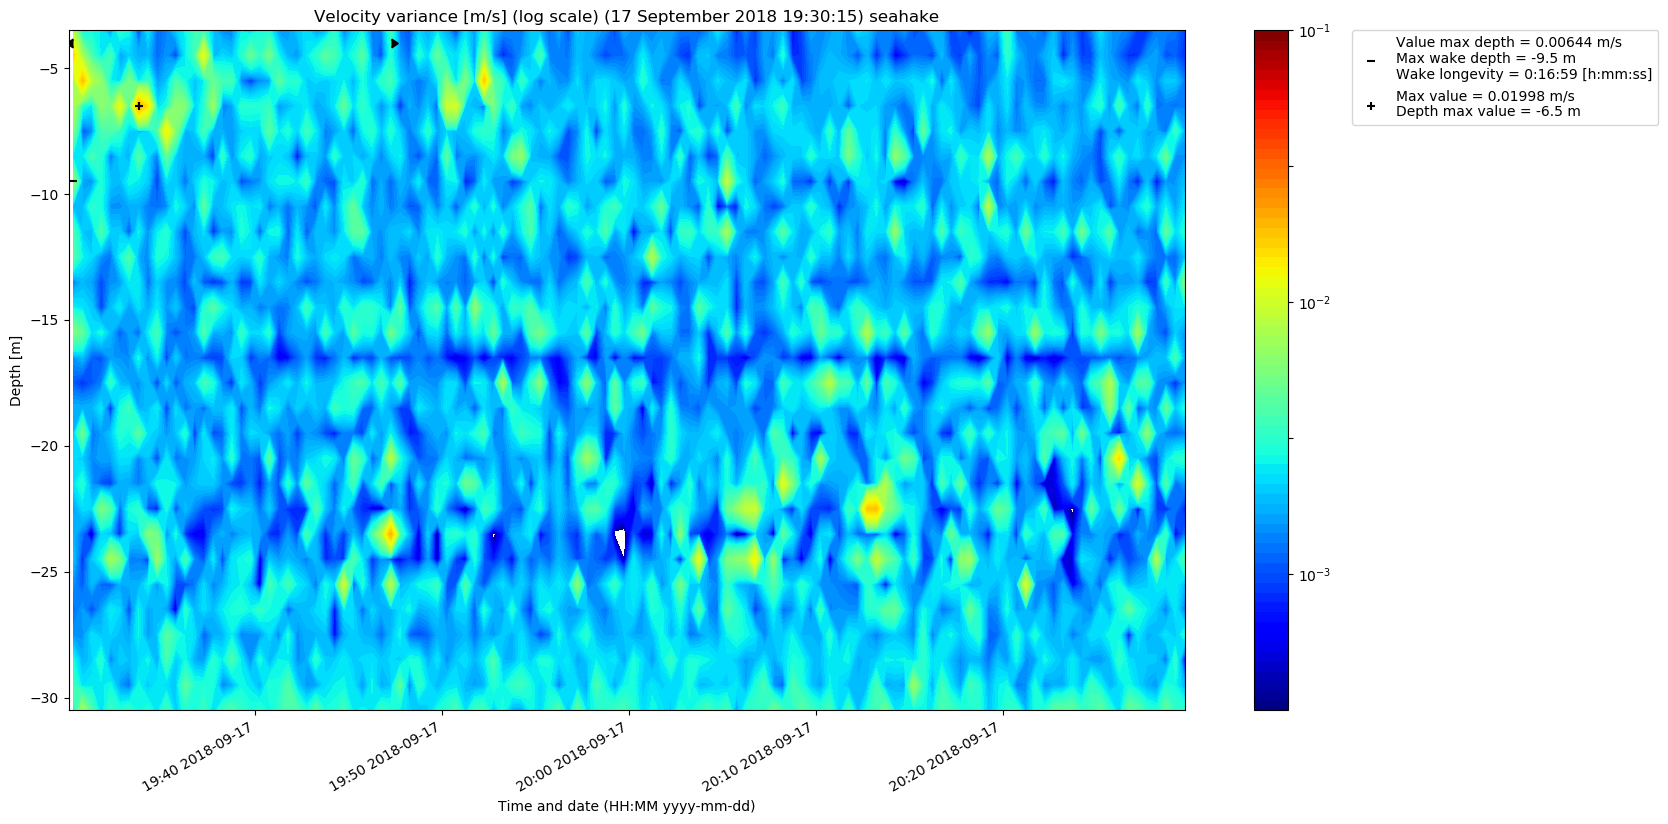 Velocity variance [m/s] (log scale) (17 September 2018 19:30:15) seahake
Depth [m]
−5
−10
−15
−20
−25
−30
19:40 2018-09-17
19:50 2018-09-17
20:00 2018-09-17
20:10 2018-09-17
20:20 2018-09-17
Time and date (HH:MM yyyy-mm-dd)
10⁻¹
10⁻²
10⁻³
Value max depth = 0.00644 m/s
Max wake depth = -9.5 m
Wake longevity = 0:16:59 [h:mm:ss]
Max value = 0.01998 m/s
Depth max value = -6.5 m